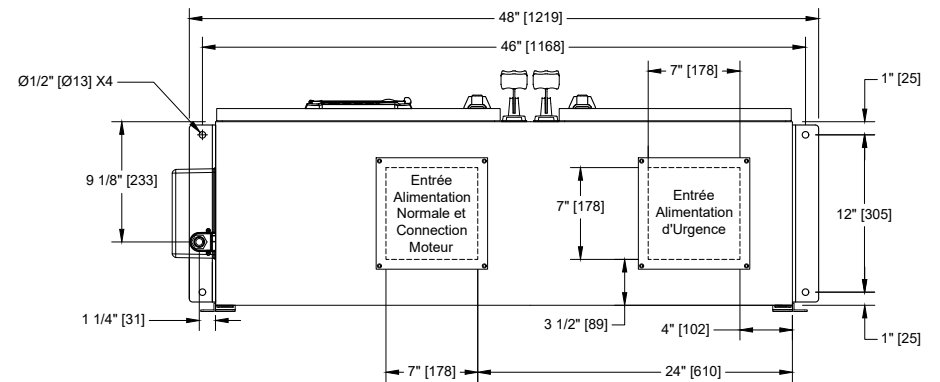 48" [1219]
46" [1168]
Ø1/2" [Ø13] X4
7" [178]
1" [25]
9 1/8" [233]
Entrée
Alimentation
Normale et
Connection
Moteur
7" [178]
Entrée
Alimentation
d'Urgence
12" [305]
1 1/4" [31]
3 1/2" [89]
4" [102]
1" [25]
7" [178]
24" [610]